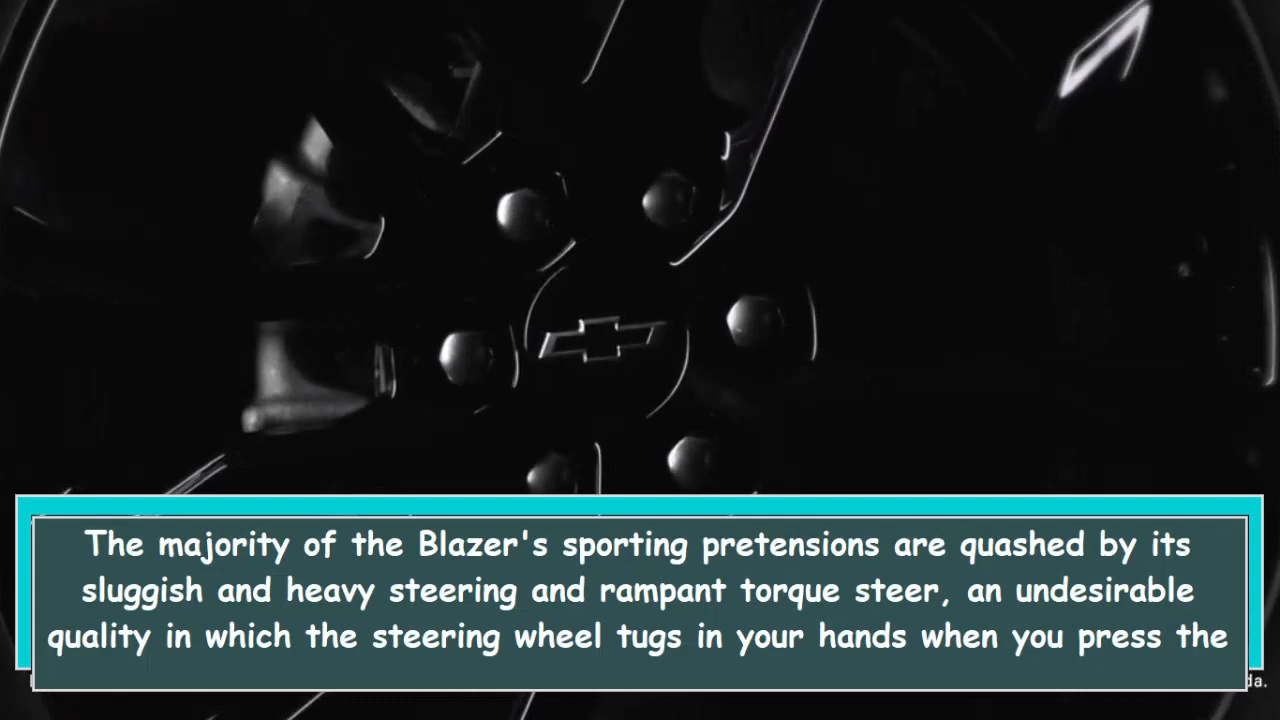 The majority of the Blazer's sporting pretensions are quashed by its
sluggish and heavy steering and rampant torque steer, an undesirable
quality in which the steering wheel tugs in your hands when you press the